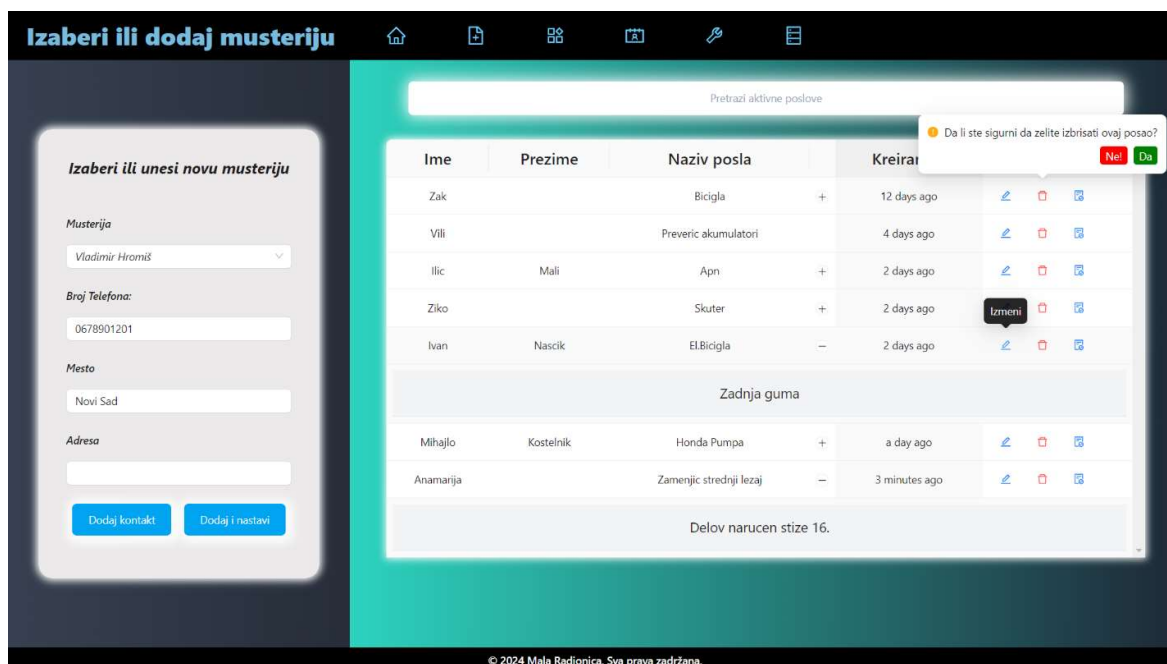 Izaberi ili dodaj musteriju
Pretrazi aktivne poslove
Da li ste sigurni da zelite izbrisati ovaj posao?
Ne! Da
Izaberi ili unesi novu musteriju
Musterija
Vladimir Hromiš
Broj Telefona:
0678901201
Mesto
Novi Sad
Adresa
Dodaj kontakt Dodaj i nastavi
Ime Prezime Naziv posla Kreiran
Zak Bicigla + 12 days ago
Vili Preveric akumulatori 4 days ago
Ilic Mali Apn + 2 days ago
Ziko Skuter + 2 days ago
Izmeni
Ivan Nascik El.Bicigla − 2 days ago
Zadnja guma
Mihajlo Kostelnik Honda Pumpa + a day ago
Anamarija Zamenjic strednji lezaj − 3 minutes ago
Delov narucen stize 16.
© 2024 Mala Radionica. Sva prava zadržana.